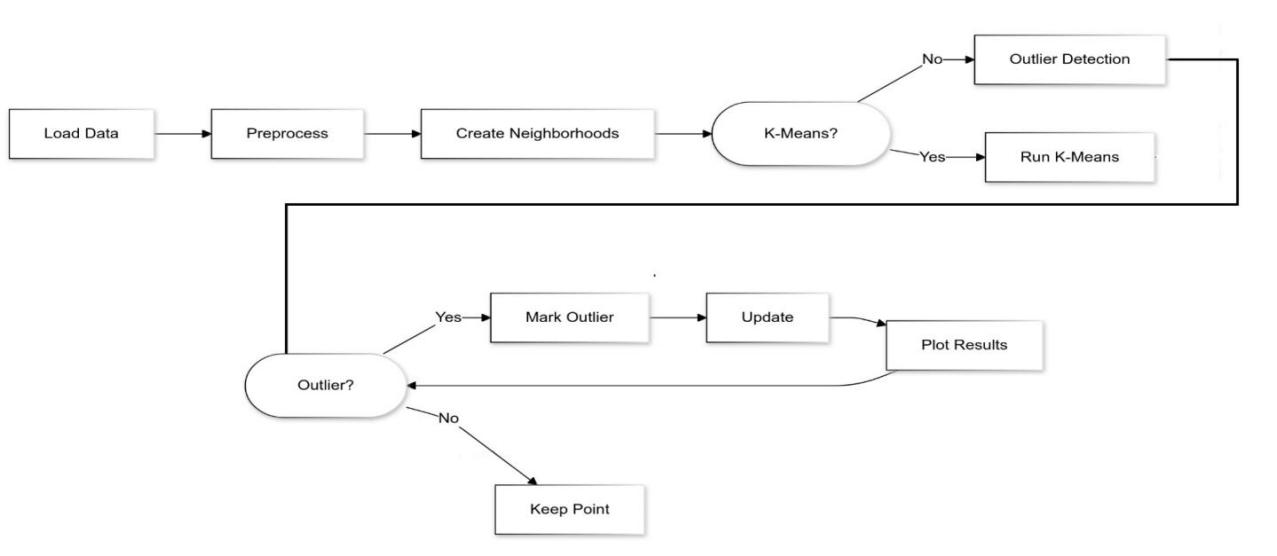 No
Outlier Detection
Load Data
Preprocess
Create Neighborhoods
K-Means?
Yes
Run K-Means
Yes
Mark Outlier
Update
Plot Results
Outlier?
No
Keep Point